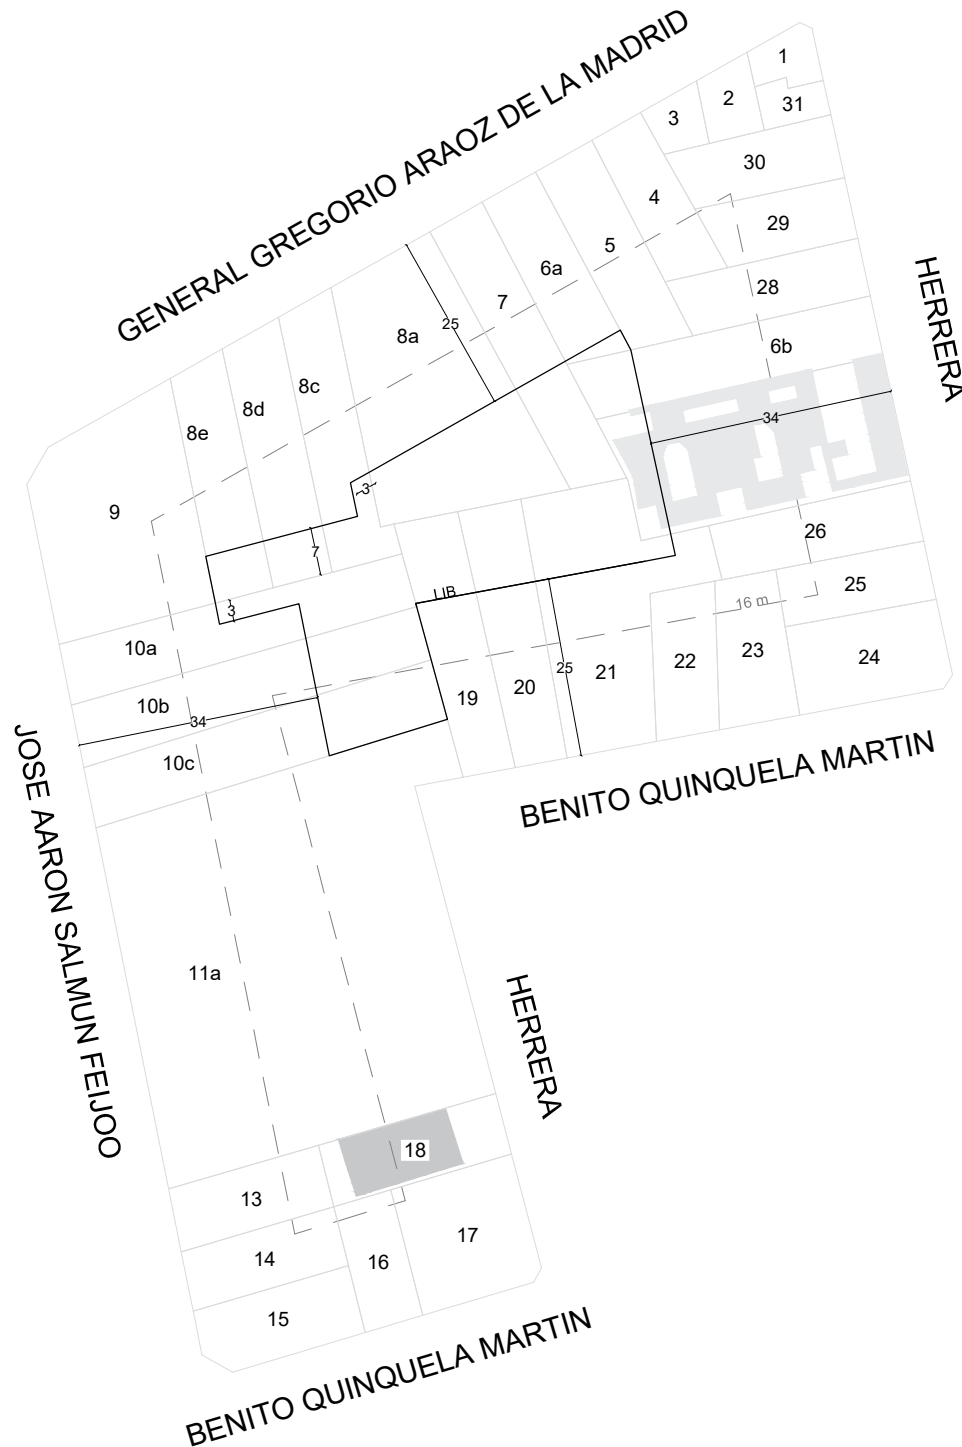 GENERAL GREGORIO ARAOZ DE LA MADRID
1
2
31
3
30
4
29
5
HERRERA
6a
28
7
25
8a
6b
8c
8d
34
8e
3
9
26
7
25
LIB
16 m
3
10a
22
23
24
25
21
20
19
10b
34
10c
BENITO QUINQUELA MARTIN
JOSE AARON SALMUN FEIJOO
11a
HERRERA
18
13
17
14
16
15
BENITO QUINQUELA MARTIN